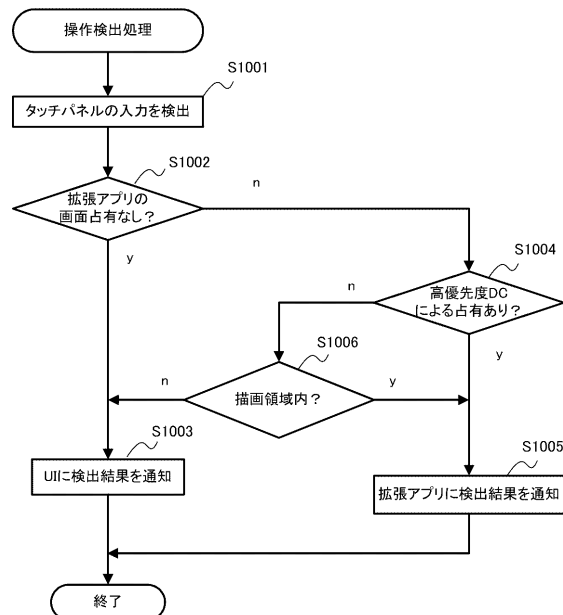 操作検出処理
S1001
タッチパネルの入力を検出
S1002
拡張アプリの
画面占有なし？
n
y
S1004
高優先度DC
による占有あり？
n
y
S1006
描画領域内？
n
y
S1003
UIに検出結果を通知
S1005
拡張アプリに検出結果を通知
終了